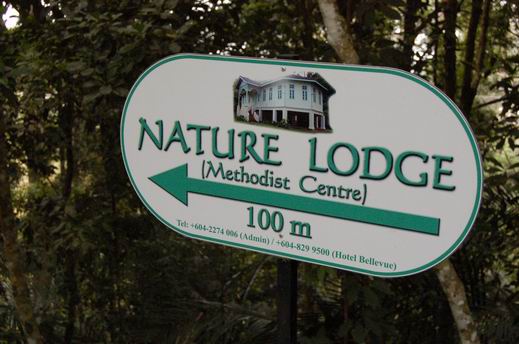 NATURE LODGE
(Methodist Centre)
100 m
Tel: +604-2274 006 (Admin) / +604-829 9500 (Hotel Bellevue)